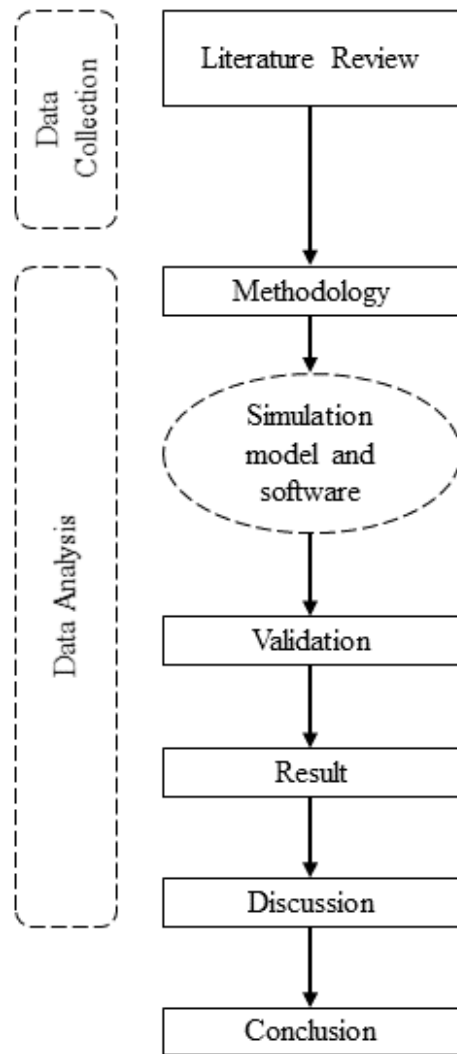 Data
Collection
Literature Review
Data Analysis
Methodology
Simulation
model and
software
Validation
Result
Discussion
Conclusion